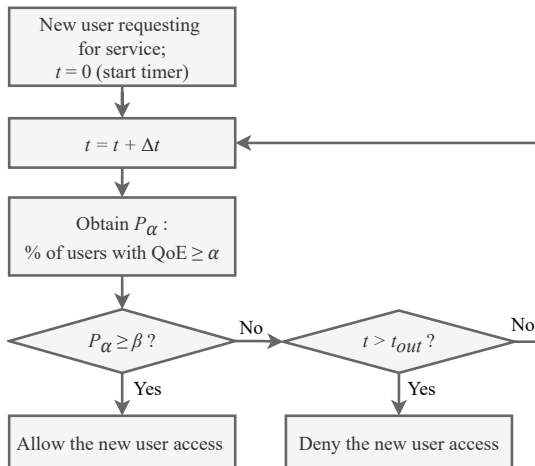 New user requesting
for service;
t = 0 (start timer)
t = t + Δt
Obtain Pα :
% of users with QoE ≥ α
Pα ≥ β ?
No
t > tout ?
No
Yes
Yes
Allow the new user access
Deny the new user access